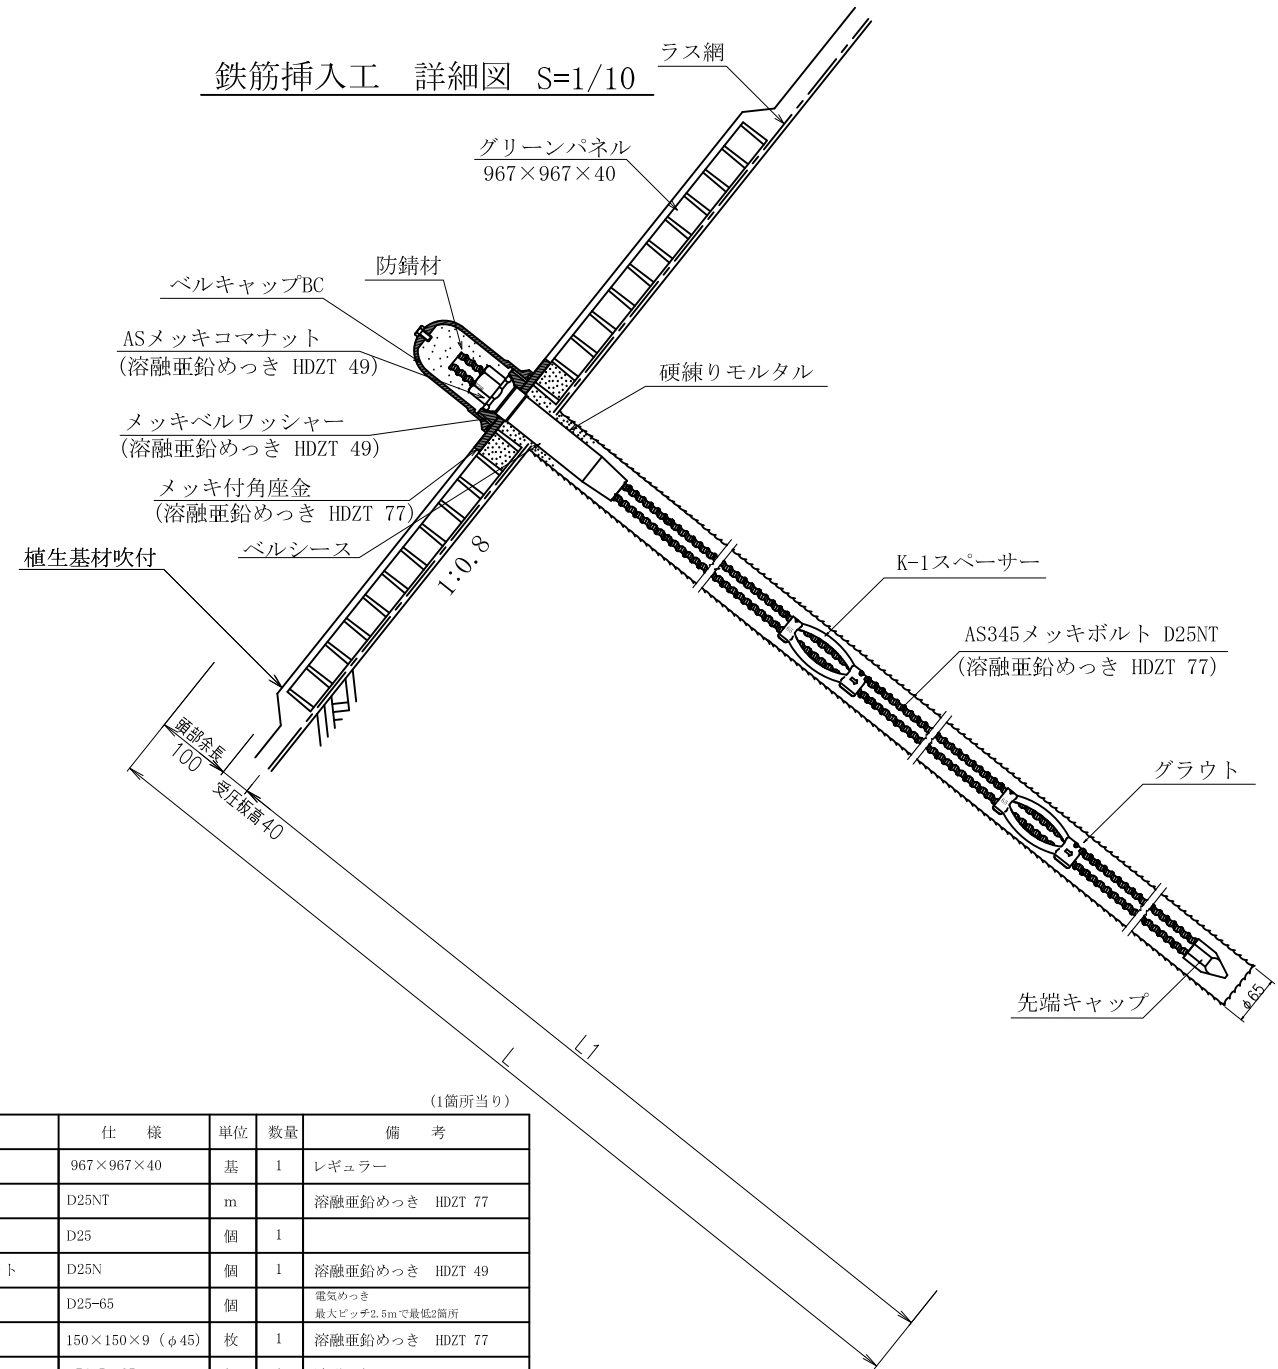 鉄筋挿入工　詳細図　S=1/10
ラス網
グリーンパネル
967×967×40
防錆材
ベルキャップBC
ASメッキコマナット
(溶融亜鉛めっき HDZT 49)
硬練りモルタル
メッキベルワッシャー
(溶融亜鉛めっき HDZT 49)
メッキ付角座金
(溶融亜鉛めっき HDZT 77)
ベルシース
植生基材吹付
1:0.8
K-1スペーサー
AS345メッキボルト D25NT
(溶融亜鉛めっき HDZT 77)
グラウト
先端キャップ
φ65
頭部余長
100
受圧板高40
L1
L
(1箇所当り)
仕　様 単位 数量 備　考
967×967×40 基 1 レギュラー
D25NT m 溶融亜鉛めっき HDZT 77
D25 個 1
ト D25N 個 1 溶融亜鉛めっき HDZT 49
D25-65 個 電気めっき
最大ピッチ2.5mで最低2箇所
150×150×9 (φ45) 枚 1 溶融亜鉛めっき HDZT 77